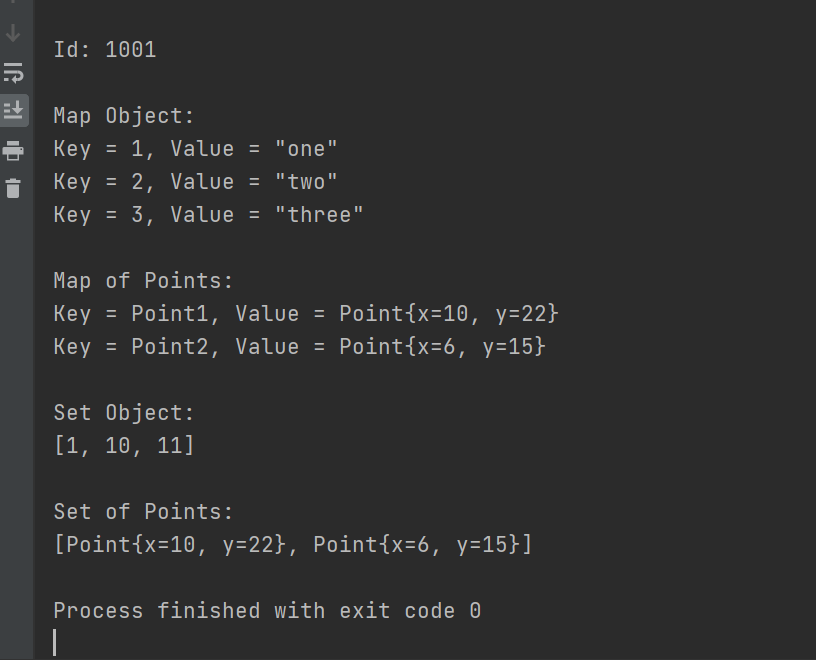 Id: 1001
Map Object:
Key = 1, Value = "one"
Key = 2, Value = "two"
Key = 3, Value = "three"
Map of Points:
Key = Point1, Value = Point{x=10, y=22}
Key = Point2, Value = Point{x=6, y=15}
Set Object:
[1, 10, 11]
Set of Points:
[Point{x=10, y=22}, Point{x=6, y=15}]
Process finished with exit code 0